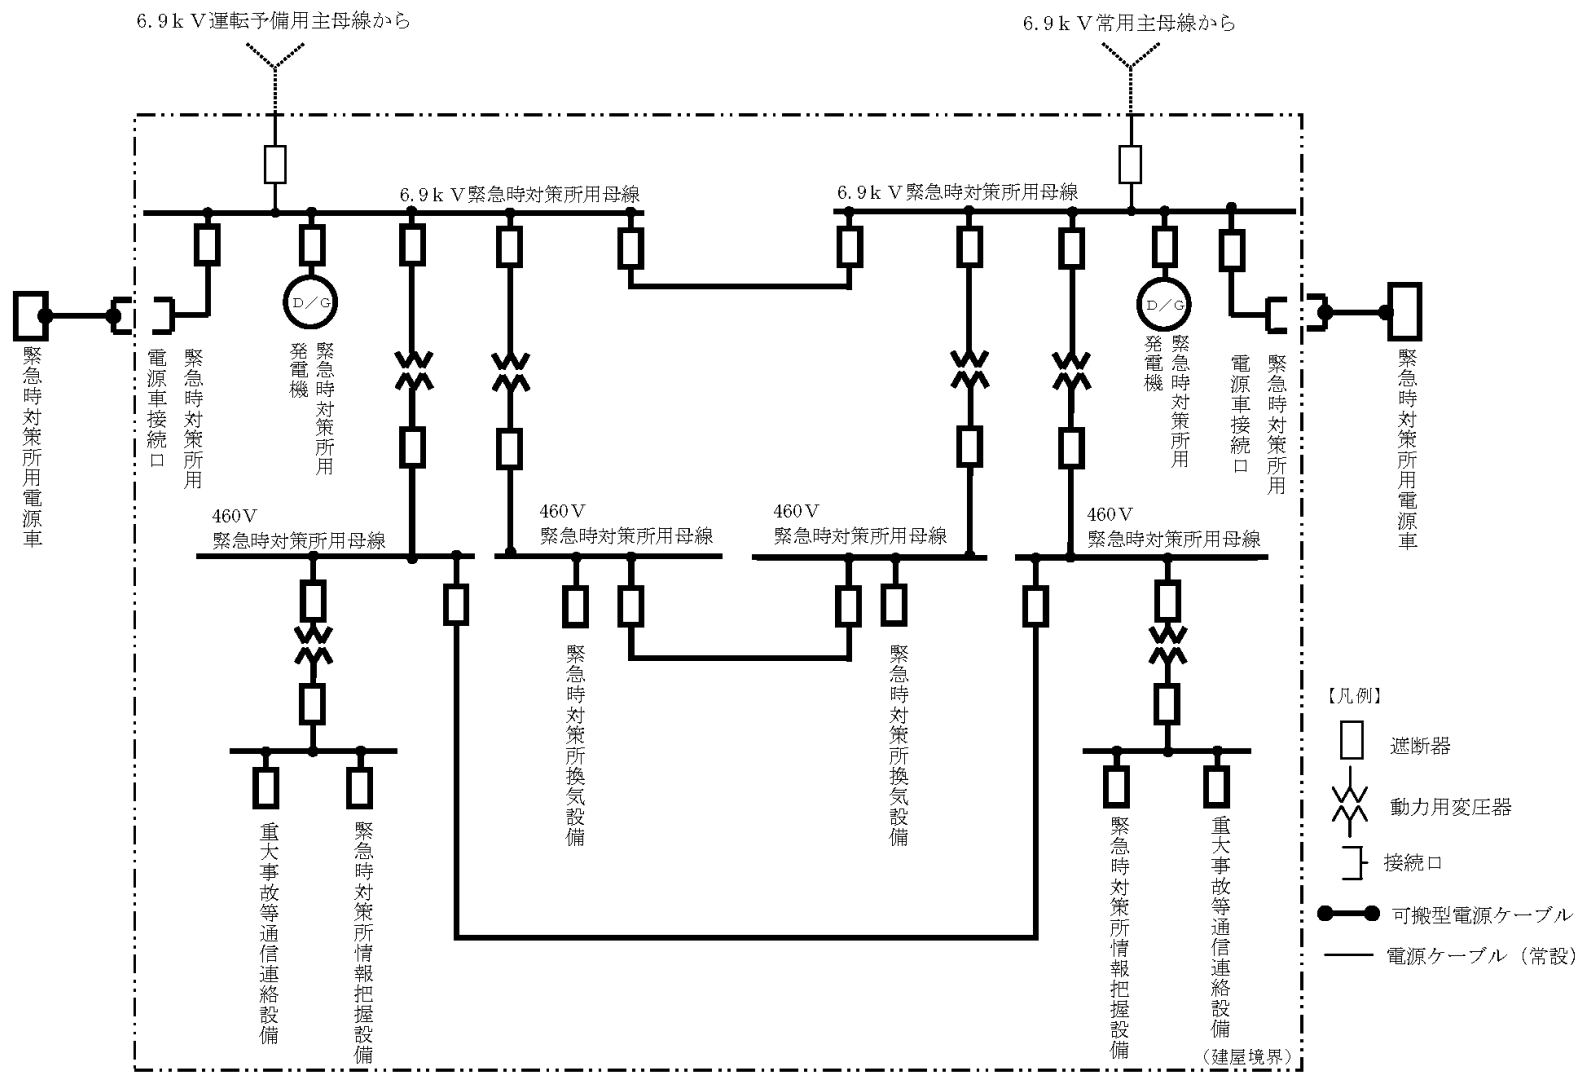 6.9kV運転予備用主母線から
6.9kV常用主母線から
6.9kV緊急時対策所用母線
6.9kV緊急時対策所用母線
D/G
D/G
緊急時対策所用電源車
緊急時対策所用
電源車接続口
緊急時対策所用
発電機
緊急時対策所用
発電機
緊急時対策所用
電源車接続口
緊急時対策所用電源車
460V
緊急時対策所用母線
460V
緊急時対策所用母線
460V
緊急時対策所用母線
460V
緊急時対策所用母線
緊急時対策所換気設備
緊急時対策所換気設備
重大事故等通信連絡設備
緊急時対策所情報把握設備
緊急時対策所情報把握設備
重大事故等通信連絡設備
【凡例】
遮断器
動力用変圧器
接続口
可搬型電源ケーブル
電源ケーブル（常設）
（建屋境界）